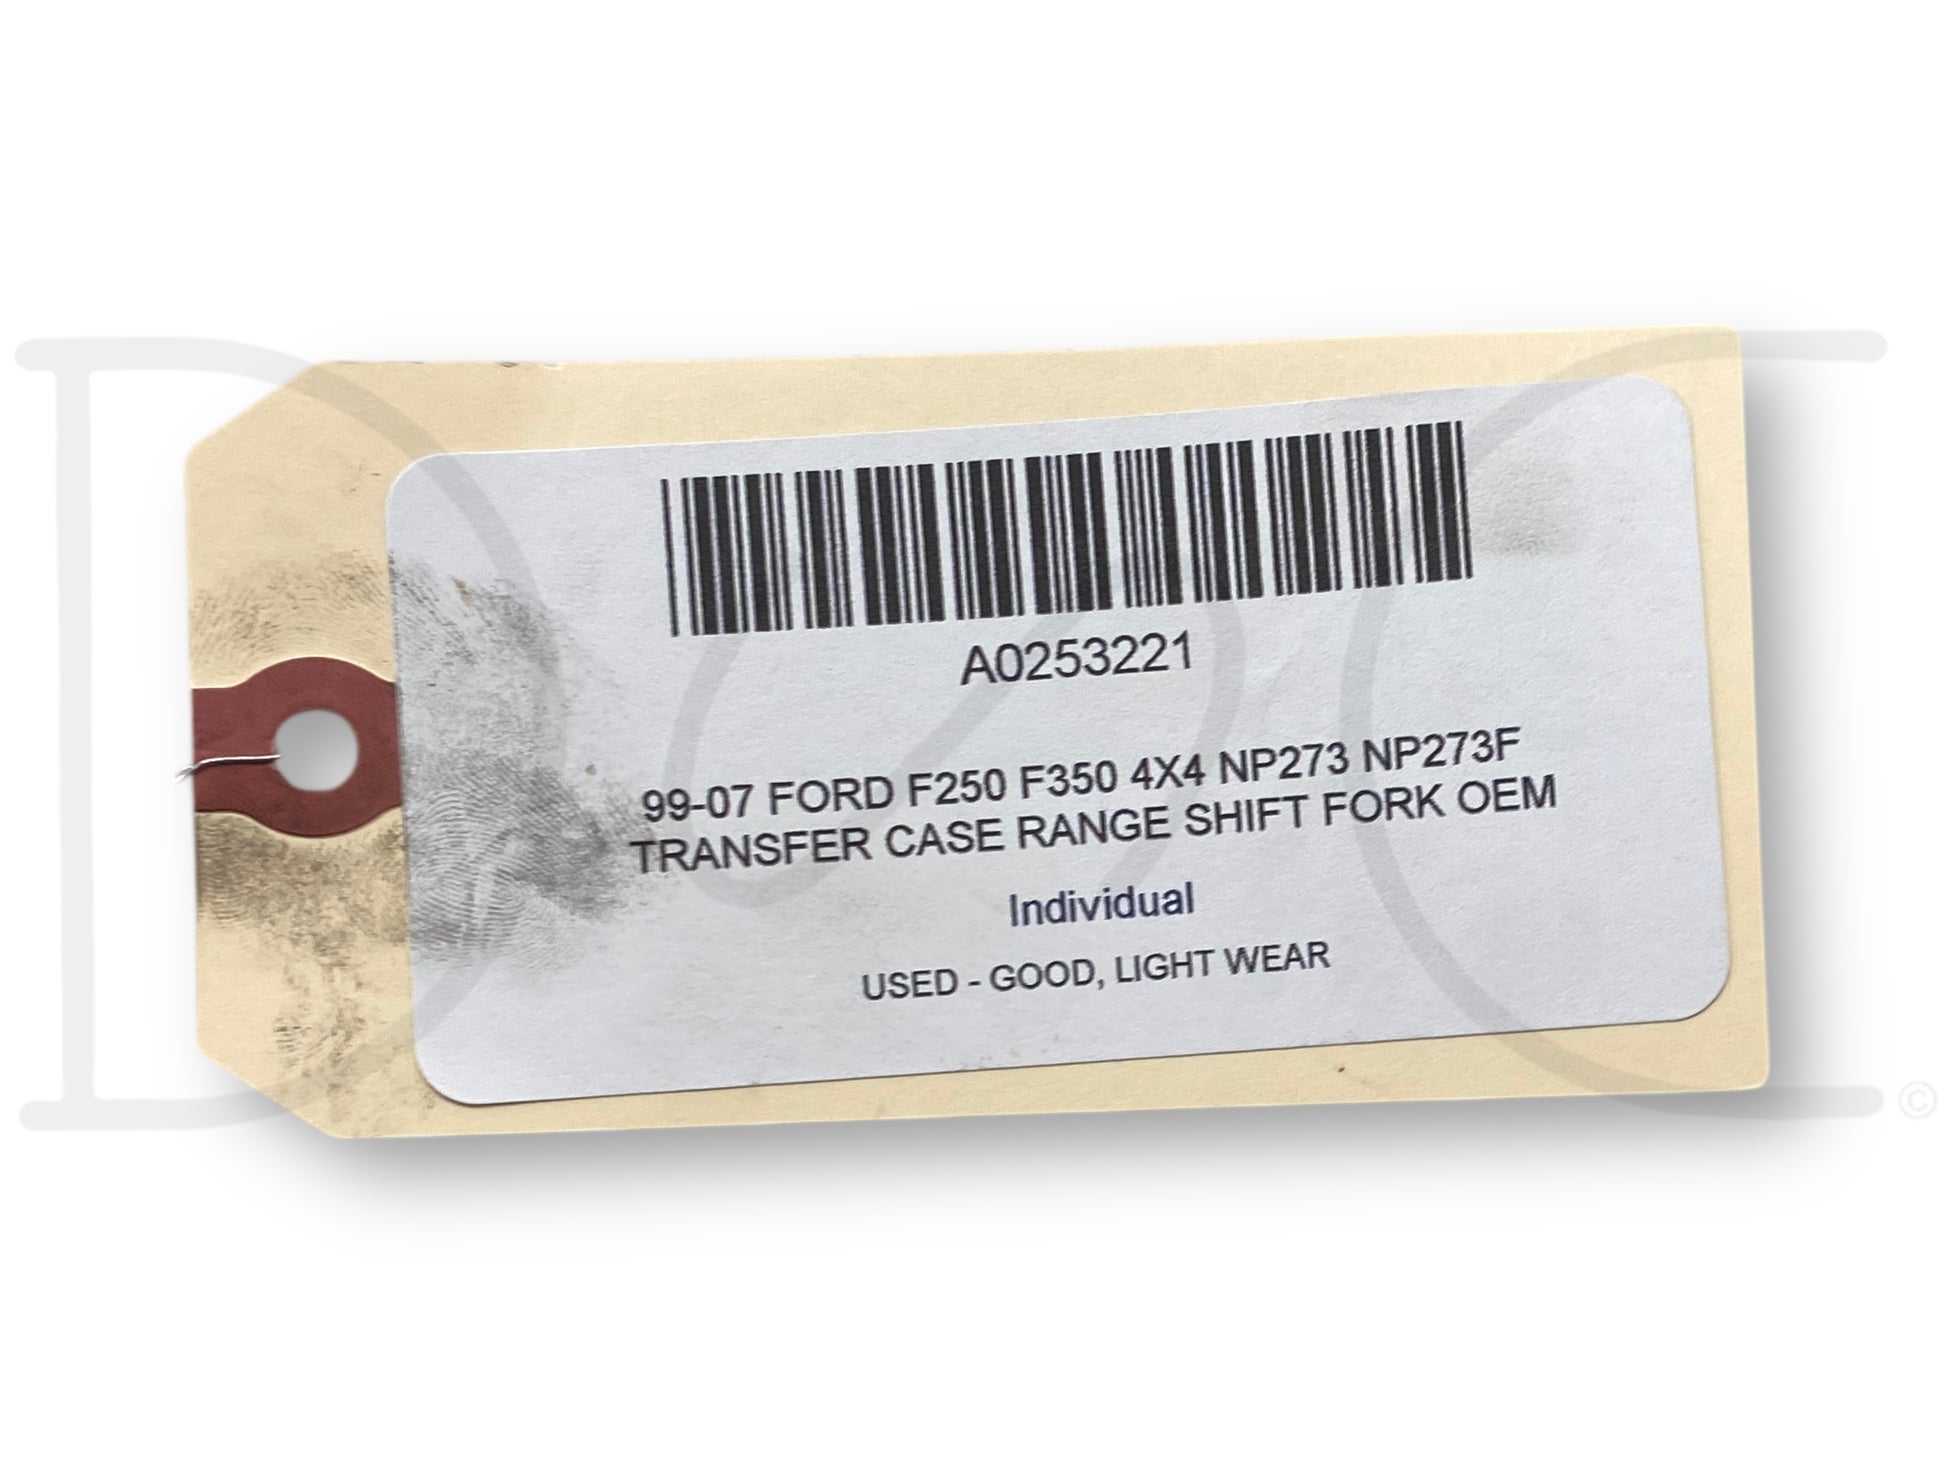 A0253221
99-07 FORD F250 F350 4X4 NP273 NP273F
TRANSFER CASE RANGE SHIFT FORK OEM
Individual
USED - GOOD, LIGHT WEAR
©